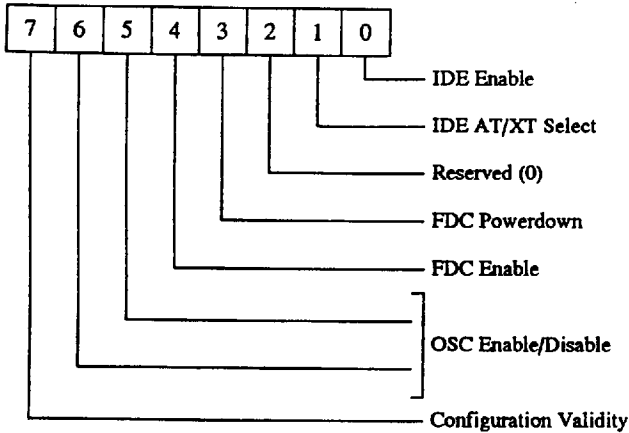 7 6 5 4 3 2 1 0
IDE Enable
IDE AT/XT Select
Reserved (0)
FDC Powerdown
FDC Enable
OSC Enable/Disable
Configuration Validity